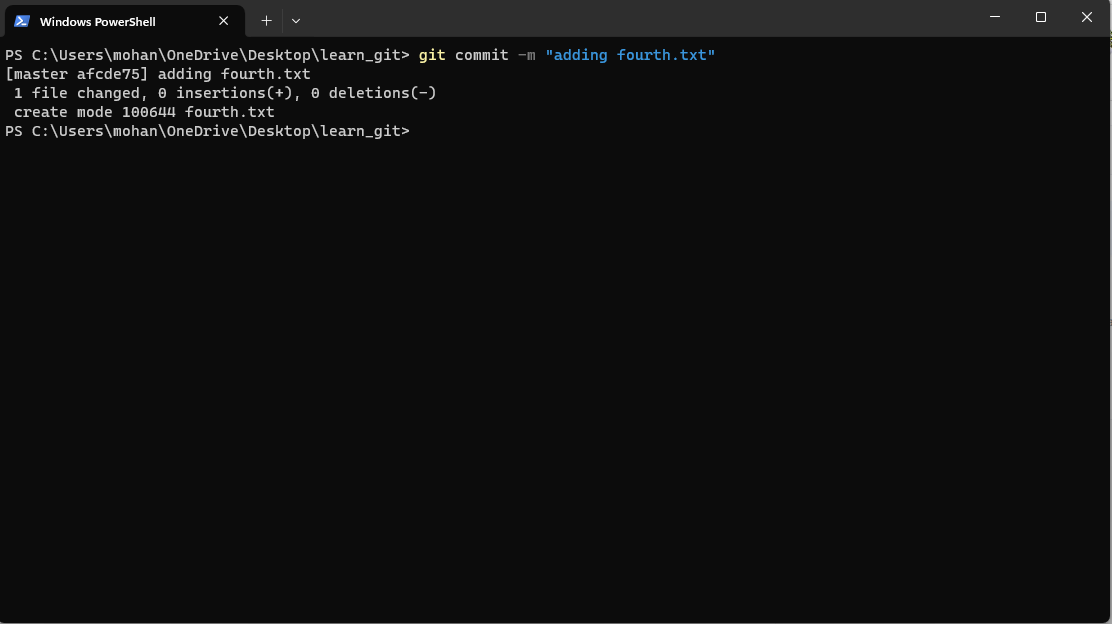 Windows PowerShell
PS C:\Users\mohan\OneDrive\Desktop\learn_git> git commit -m "adding fourth.txt"
[master afcde75] adding fourth.txt
 1 file changed, 0 insertions(+), 0 deletions(-)
 create mode 100644 fourth.txt
PS C:\Users\mohan\OneDrive\Desktop\learn_git>